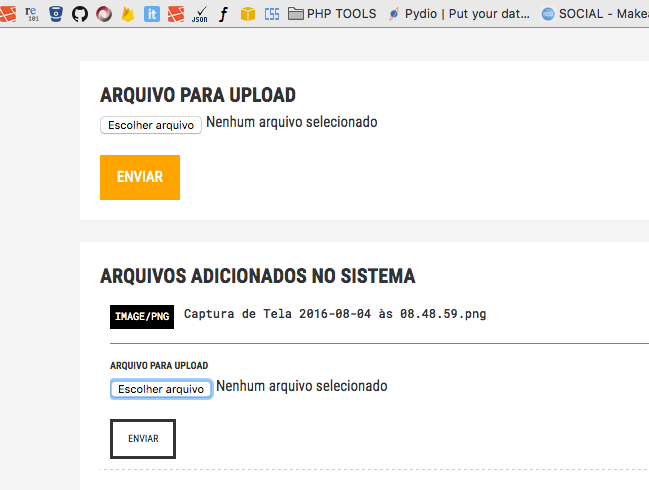 re 101 it JSON f CSS PHP TOOLS Pydio | Put your dat... SOCIAL - Makea
ARQUIVO PARA UPLOAD
Escolher arquivo Nenhum arquivo selecionado
ENVIAR
ARQUIVOS ADICIONADOS NO SISTEMA
IMAGE/PNG Captura de Tela 2016-08-04 às 08.48.59.png
ARQUIVO PARA UPLOAD
Escolher arquivo Nenhum arquivo selecionado
ENVIAR